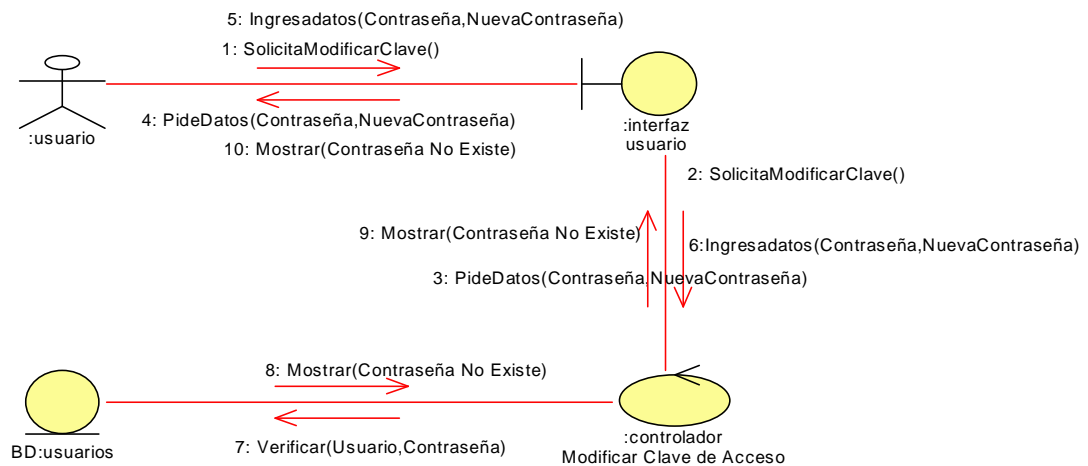 5: Ingresadatos(Contraseña,NuevaContraseña)
1: SolicitaModificarClave()
:usuario
4: PideDatos(Contraseña,NuevaContraseña)
10: Mostrar(Contraseña No Existe)
:interfaz
usuario
2: SolicitaModificarClave()
9: Mostrar(Contraseña No Existe)
6:Ingresadatos(Contraseña,NuevaContraseña)
3: PideDatos(Contraseña,NuevaContraseña)
8: Mostrar(Contraseña No Existe)
7: Verificar(Usuario,Contraseña)
BD:usuarios
:controlador
Modificar Clave de Acceso